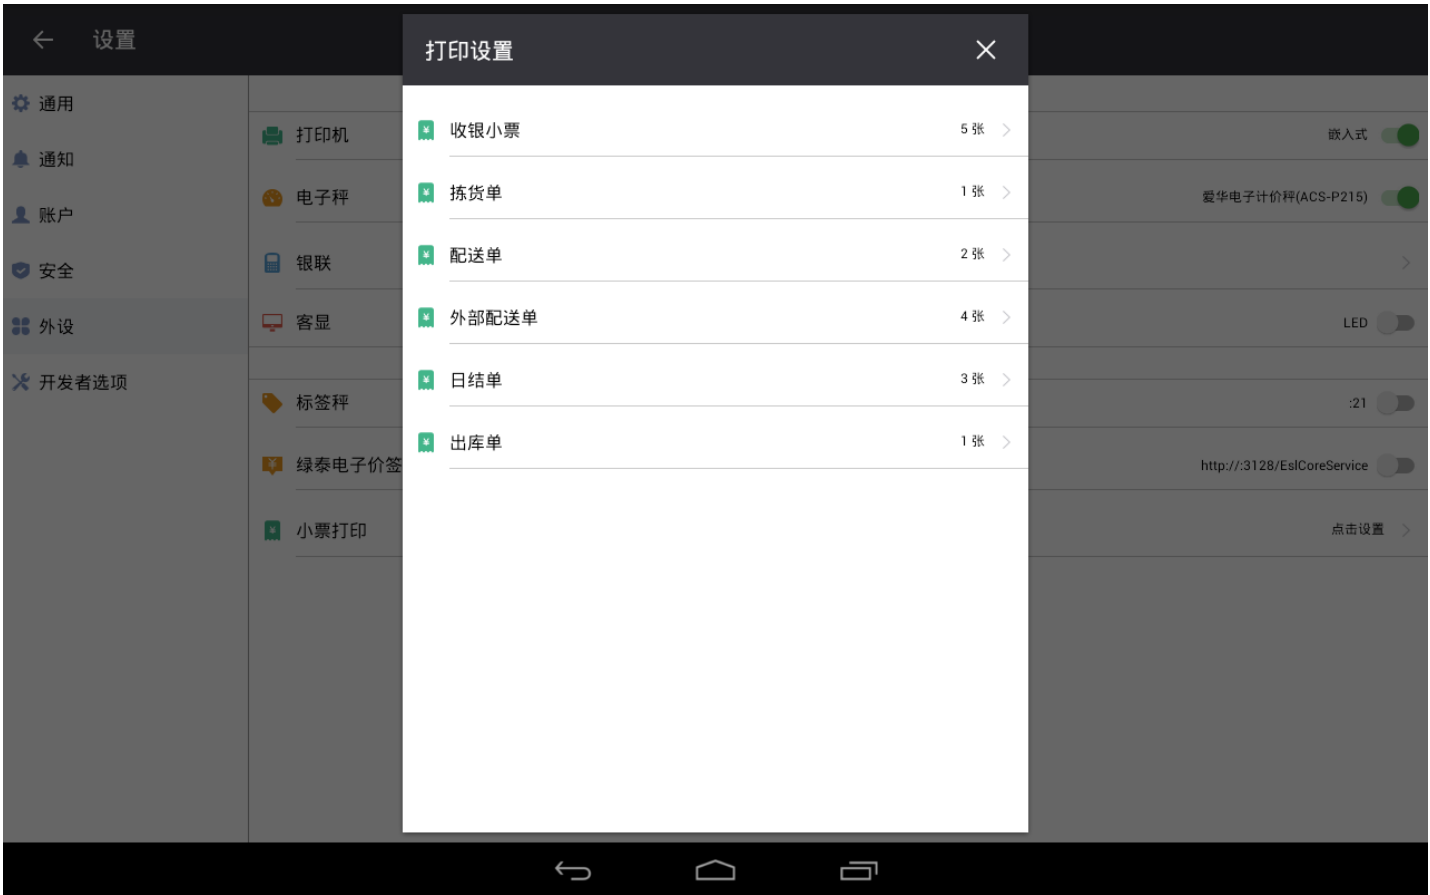 设置
打印设置
通用
通知
账户
安全
外设
开发者选项
打印机
嵌入式
电子秤
爱华电子计价秤(ACS-P215)
银联
客显
LED
标签秤
:21
绿泰电子价签
http://:3128/EslCoreService
小票打印
点击设置
收银小票
5 张
拣货单
1 张
配送单
2 张
外部配送单
4 张
日结单
3 张
出库单
1 张